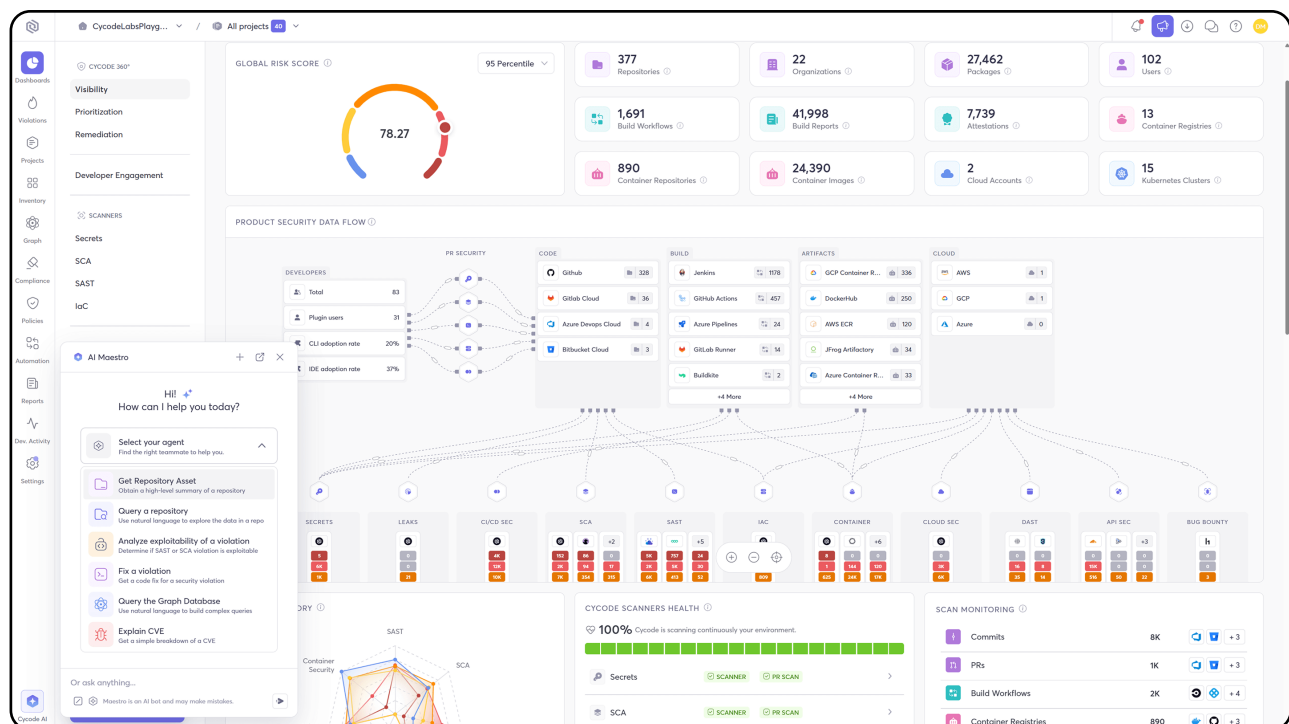 CycodeLabsPlayg... / All projects 40
DM
Dashboards
Violations
Projects
Inventory
Graph
Compliance
Policies
Automation
Reports
Dev. Activity
Settings
Cycode AI
CYCODE 360°
Visibility
Prioritization
Remediation
Developer Engagement
SCANNERS
Secrets
SCA
SAST
IaC
GLOBAL RISK SCORE
95 Percentile
78.27
377
Repositories
22
Organizations
27,462
Packages
102
Users
1,691
Build Workflows
41,998
Build Reports
7,739
Attestations
13
Container Registries
890
Container Repositories
24,390
Container Images
2
Cloud Accounts
15
Kubernetes Clusters
PRODUCT SECURITY DATA FLOW
DEVELOPERS
Total 83
Plugin users 31
CLI adoption rate 20%
IDE adoption rate 37%
PR SECURITY
CODE
Github 328
Gitlab Cloud 36
Azure Devops Cloud 4
Bitbucket Cloud 3
BUILD
Jenkins 1178
GitHub Actions 457
Azure Pipelines 24
GitLab Runner 14
Buildkite 2
+4 More
ARTIFACTS
GCP Container R... 336
DockerHub 250
AWS ECR 120
JFrog Artifactory 34
Azure Container R... 33
+4 More
CLOUD
AWS 1
GCP 1
Azure 0
SECRETS
5
6K
1K
LEAKS
0
0
21
CI/CD SEC
4K
12K
10K
SCA
+2
152 86 0
3K 94 17
7K 354 315
SAST
+5
5K 757 24
2K 5K 30
6K 413 52
IAC
809
CONTAINER
+6
8 0 0
1 144 120
625 24K 17K
CLOUD SEC
0
3K
6K
DAST
0 0
16 8
35 14
API SEC
+3
15K 0 0
0 0 0
516 50 22
BUG BOUNTY
h
0
0
3
AI Maestro
Hi!
How can I help you today?
Select your agent
Find the right teammate to help you.
Get Repository Asset
Obtain a high-level summary of a repository
Query a repository
Use natural language to explore the data in a repo
Analyze exploitability of a violation
Determine if SAST or SCA violation is exploitable
Fix a violation
Get a code fix for a security violation
Query the Graph Database
Use natural language to build complex queries
Explain CVE
Get a simple breakdown of a CVE
Or ask anything...
Maestro is an AI bot and may make mistakes.
ORY
SAST
SCA
Container
Security
CYCODE SCANNERS HEALTH
100% Cycode is scanning continuously your environment.
Secrets SCANNER PR SCAN
SCA SCANNER PR SCAN
SCAN MONITORING
Commits 8K + 3
PRs 1K + 3
Build Workflows 2K + 4
Container Registries 890 + 3